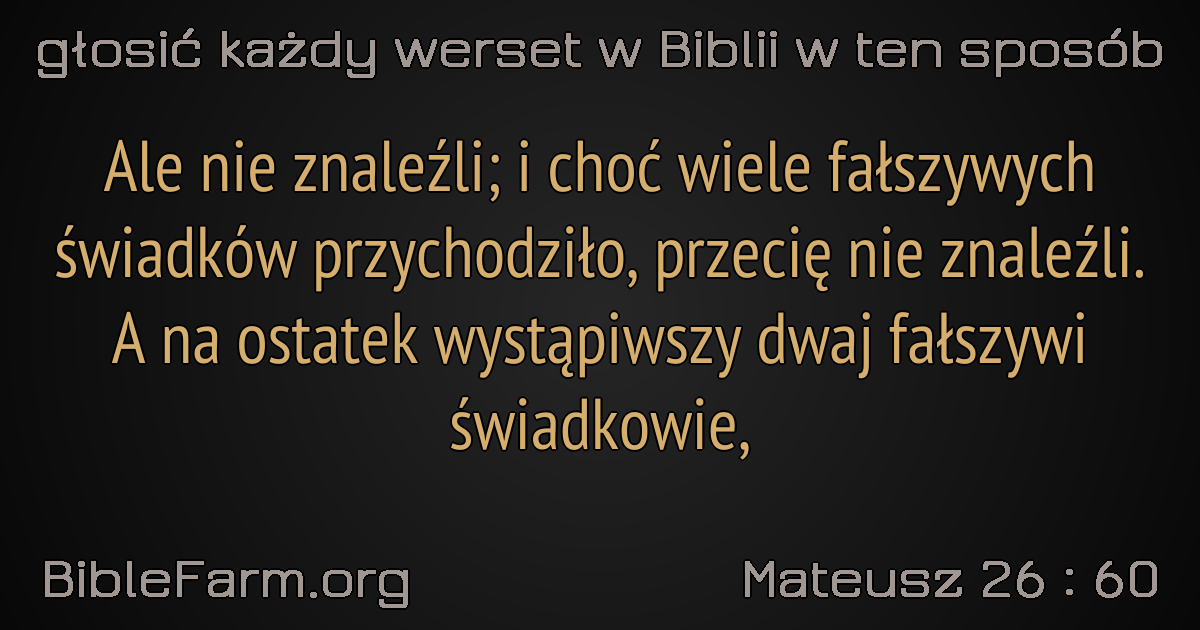 głosić każdy werset w Biblii w ten sposób
Ale nie znaleźli; i choć wiele fałszywych
świadków przychodziło, przecię nie znaleźli.
A na ostatek wystąpiwszy dwaj fałszywi
świadkowie,
BibleFarm.org
Mateusz 26 : 60